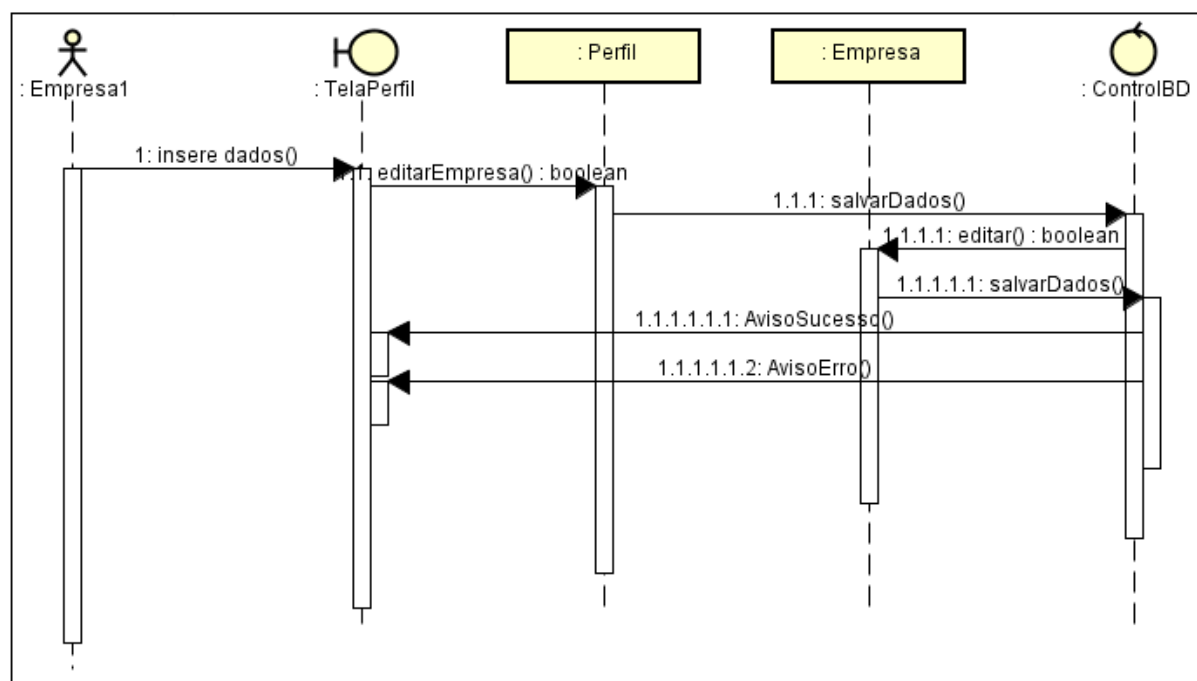 : Empresa1
: TelaPerfil
: Perfil
: Empresa
: ControlBD
1: insere dados()
1.1: editarEmpresa() : boolean
1.1.1: salvarDados()
1.1.1.1: editar() : boolean
1.1.1.1.1: salvarDados()
1.1.1.1.1.1: AvisoSucesso()
1.1.1.1.1.2: AvisoErro()